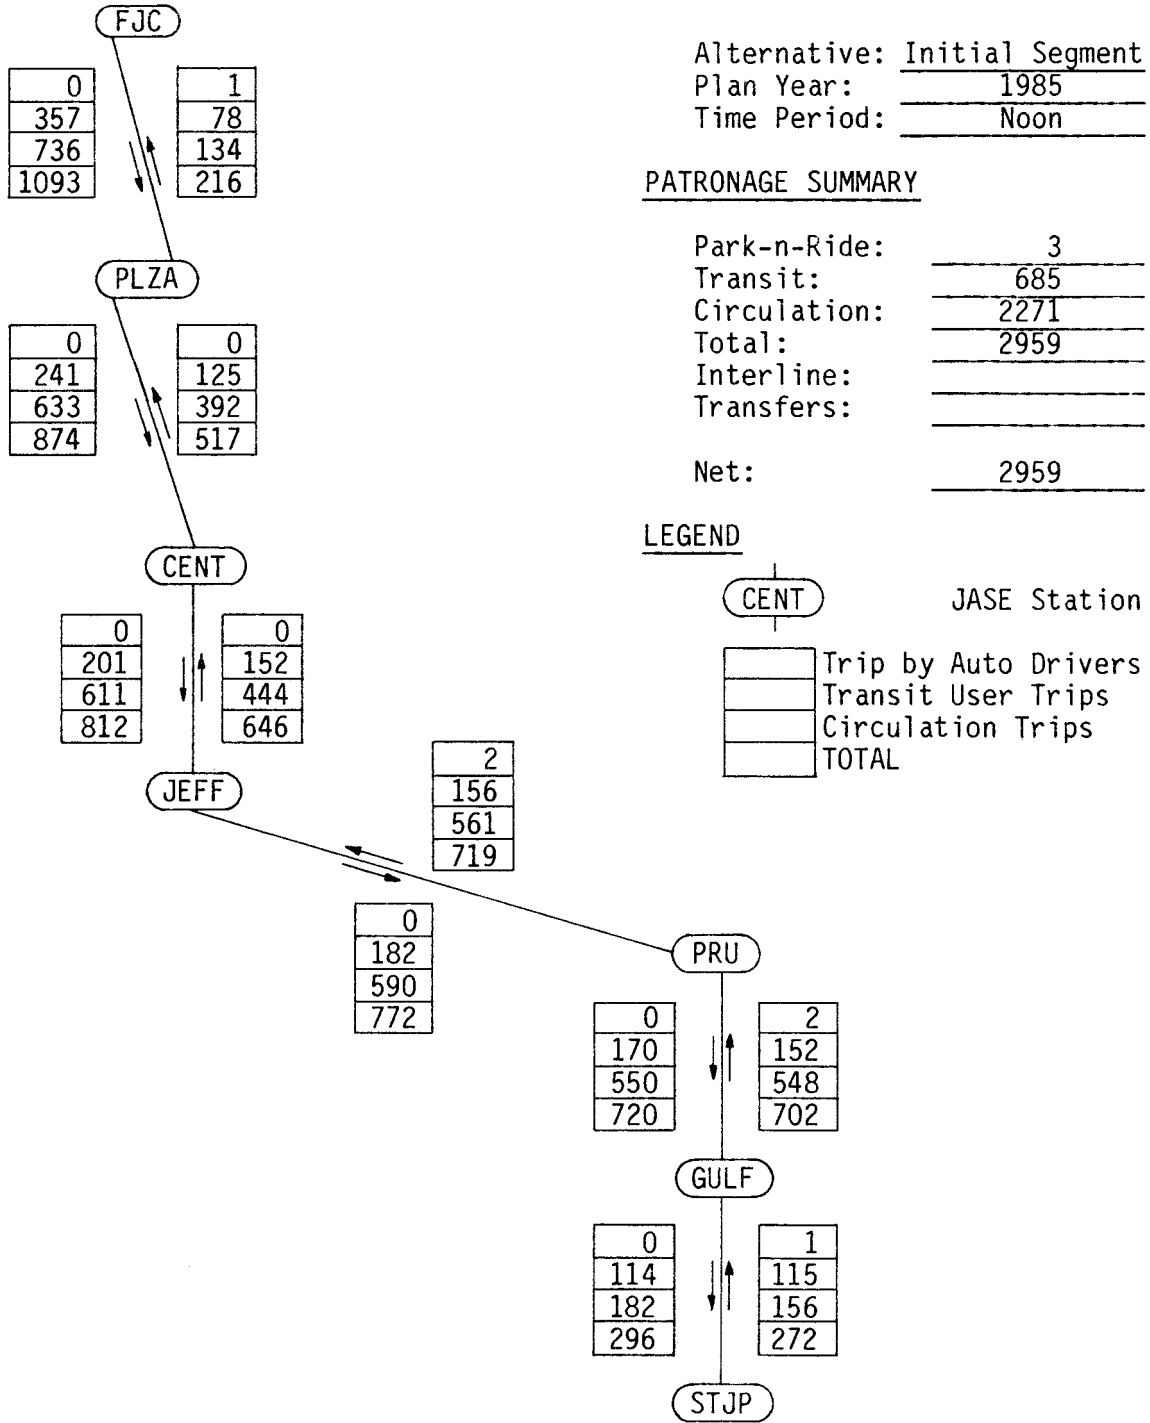 FJC
Alternative: Initial Segment
Plan Year: 1985
Time Period: Noon
0
357
736
1093
1
78
134
216
PATRONAGE SUMMARY
Park-n-Ride: 3
Transit: 685
Circulation: 2271
Total: 2959
Interline:
Transfers:
Net: 2959
PLZA
0
241
633
874
0
125
392
517
LEGEND
CENT JASE Station
Trip by Auto Drivers
Transit User Trips
Circulation Trips
TOTAL
CENT
0
201
611
812
0
152
444
646
JEFF
2
156
561
719
0
182
590
772
PRU
0
170
550
720
2
152
548
702
GULF
0
114
182
296
1
115
156
272
STJP